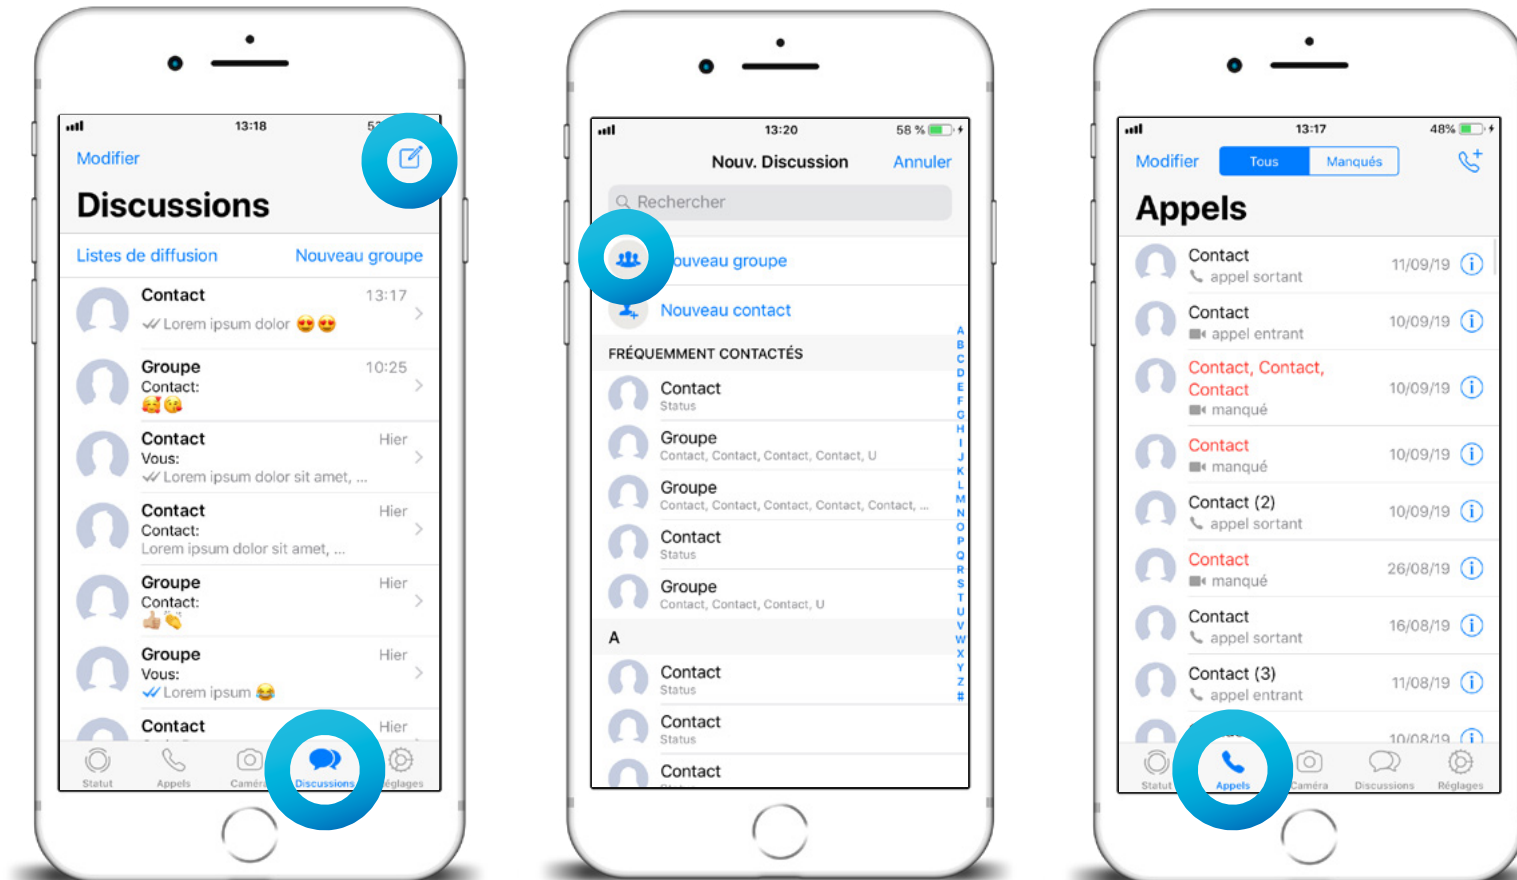 13:18
Modifier
Discussions
Listes de diffusion Nouveau groupe
Contact 13:17
Lorem ipsum dolor 😍 😍
Groupe 10:25
Contact:
🥰 😘
Contact Hier
Vous:
Lorem ipsum dolor sit amet, ...
Contact Hier
Contact:
Lorem ipsum dolor sit amet, ...
Groupe Hier
Contact:
👍🏼 👏
Groupe Hier
Vous:
Lorem ipsum 😂
Contact Hier
Statut Appels Caméra Discussions Réglages
13:20 58 %
Nouv. Discussion Annuler
Rechercher
Nouveau groupe
Nouveau contact
FRÉQUEMMENT CONTACTÉS
Contact
Status
Groupe
Contact, Contact, Contact, Contact, U
Groupe
Contact, Contact, Contact, Contact, Contact, ...
Contact
Status
Groupe
Contact, Contact, Contact, U
A
Contact
Status
Contact
Status
Contact
A
B
C
D
E
F
G
H
I
J
K
L
M
N
O
P
Q
R
S
T
U
V
W
X
Y
Z
#
13:17 48%
Modifier Tous Manqués
Appels
Contact 11/09/19
appel sortant
Contact 10/09/19
appel entrant
Contact, Contact,
Contact 10/09/19
manqué
Contact 10/09/19
manqué
Contact (2) 10/09/19
appel sortant
Contact 26/08/19
manqué
Contact 16/08/19
appel sortant
Contact (3) 11/08/19
appel entrant
10/08/19
Statut Appels Caméra Discussions Réglages